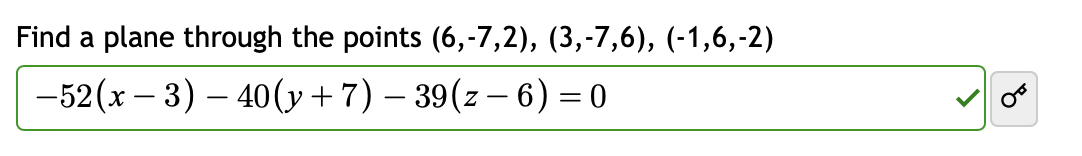 Find a plane through the points (6,-7,2), (3,-7,6), (-1,6,-2)
−52(x − 3) − 40(y + 7) − 39(z − 6) = 0